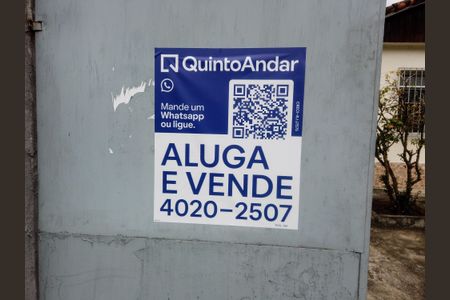 QuintoAndar
Mande um
Whatsapp
ou ligue.
ALUGA
E VENDE
4020-2507